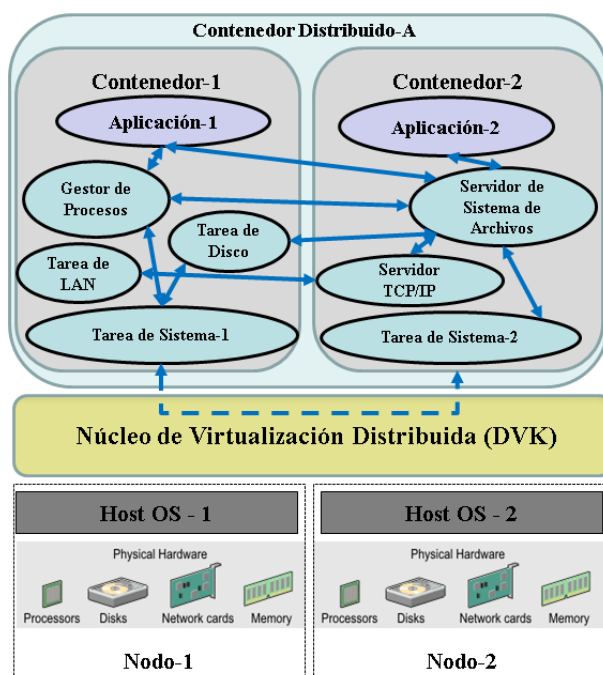 Contenedor Distribuido-A
Contenedor-1
Contenedor-2
Aplicación-1
Aplicación-2
Gestor de
Procesos
Servidor de
Sistema de
Archivos
Tarea de
Disco
Tarea de
LAN
Servidor
TCP/IP
Tarea de Sistema-1
Tarea de Sistema-2
Núcleo de Virtualización Distribuida (DVK)
Host OS - 1
Host OS - 2
Physical Hardware
Physical Hardware
Processors
Disks
Network cards
Memory
Processors
Disks
Network cards
Memory
Nodo-1
Nodo-2